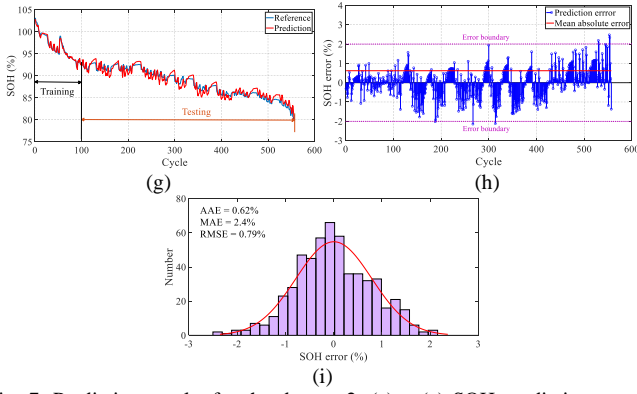 105
100
95
90
85
80
75
SOH (%)
Reference
Prediction
Training
Testing
0 100 200 300 400 500 600
Cycle
(g)
4
3
2
1
0
-1
-2
-3
SOH error (%)
Prediction errror
Mean absolute error
Error boundary
Error boundary
0 100 200 300 400 500 600
Cycle
(h)
80
60
40
20
0
Number
AAE = 0.62%
MAE = 2.4%
RMSE = 0.79%
-3 -2 -1 0 1 2 3
SOH error (%)
(i)